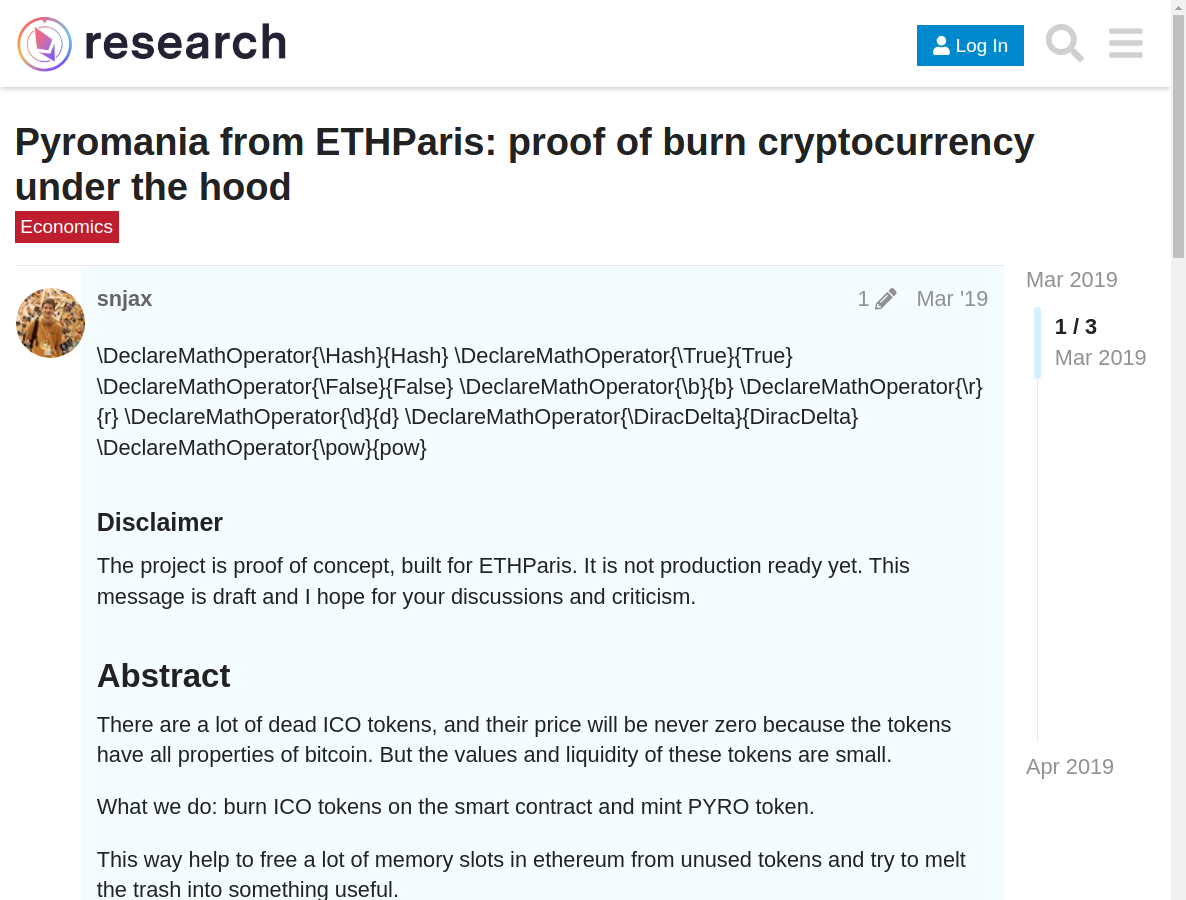 research
Log In
Pyromania from ETHParis: proof of burn cryptocurrency
under the hood
Economics
snjax
1
Mar '19
\DeclareMathOperator{\Hash}{Hash} \DeclareMathOperator{\True}{True}
\DeclareMathOperator{\False}{False} \DeclareMathOperator{\b}{b} \DeclareMathOperator{\r}
{r} \DeclareMathOperator{\d}{d} \DeclareMathOperator{\DiracDelta}{DiracDelta}
\DeclareMathOperator{\pow}{pow}
Disclaimer
The project is proof of concept, built for ETHParis. It is not production ready yet. This
message is draft and I hope for your discussions and criticism.
Abstract
There are a lot of dead ICO tokens, and their price will be never zero because the tokens
have all properties of bitcoin. But the values and liquidity of these tokens are small.
What we do: burn ICO tokens on the smart contract and mint PYRO token.
This way help to free a lot of memory slots in ethereum from unused tokens and try to melt
the trash into something useful.
Mar 2019
1 / 3
Mar 2019
Apr 2019